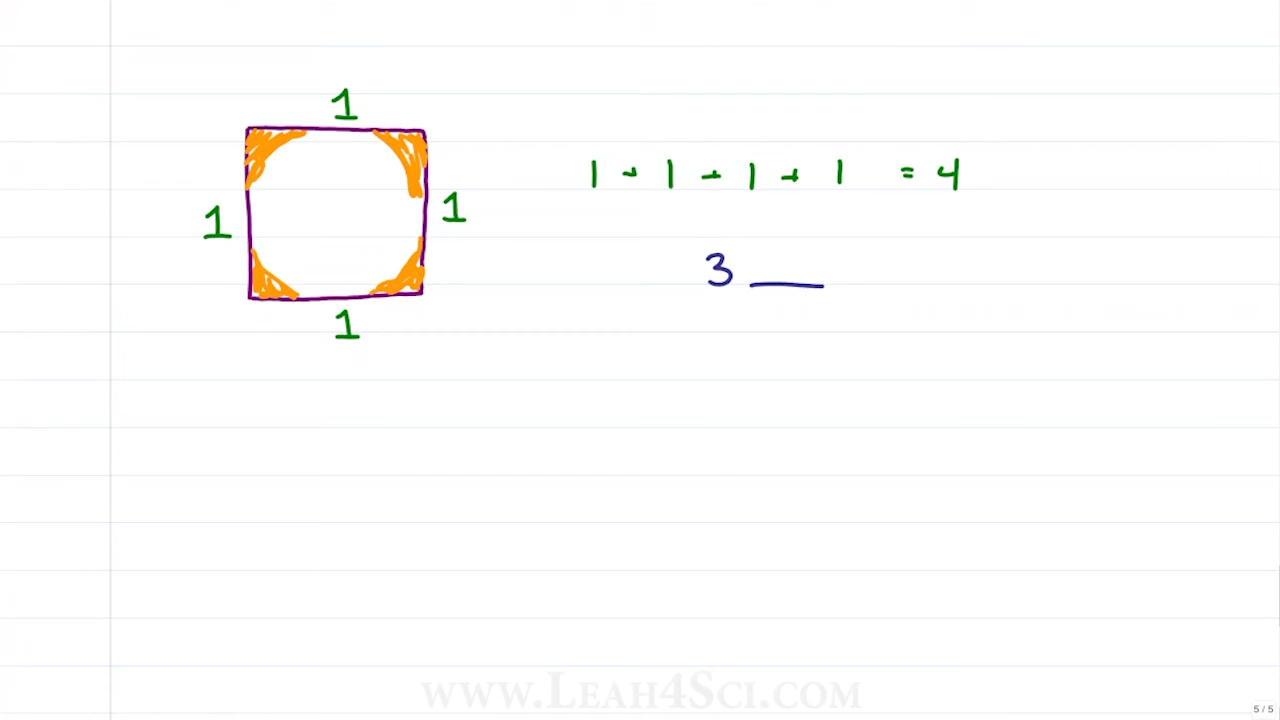 1
1 + 1 + 1 + 1 = 4
1 1
3 ___
1
www.Leah4Sci.com
5 / 5